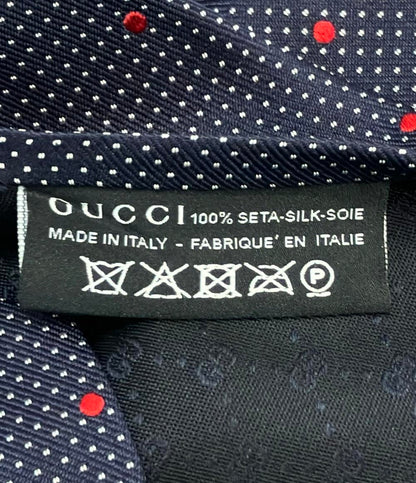 GUCCI 100% SETA-SILK-SOIE
MADE IN ITALY - FABRIQUE' EN ITALIE
P